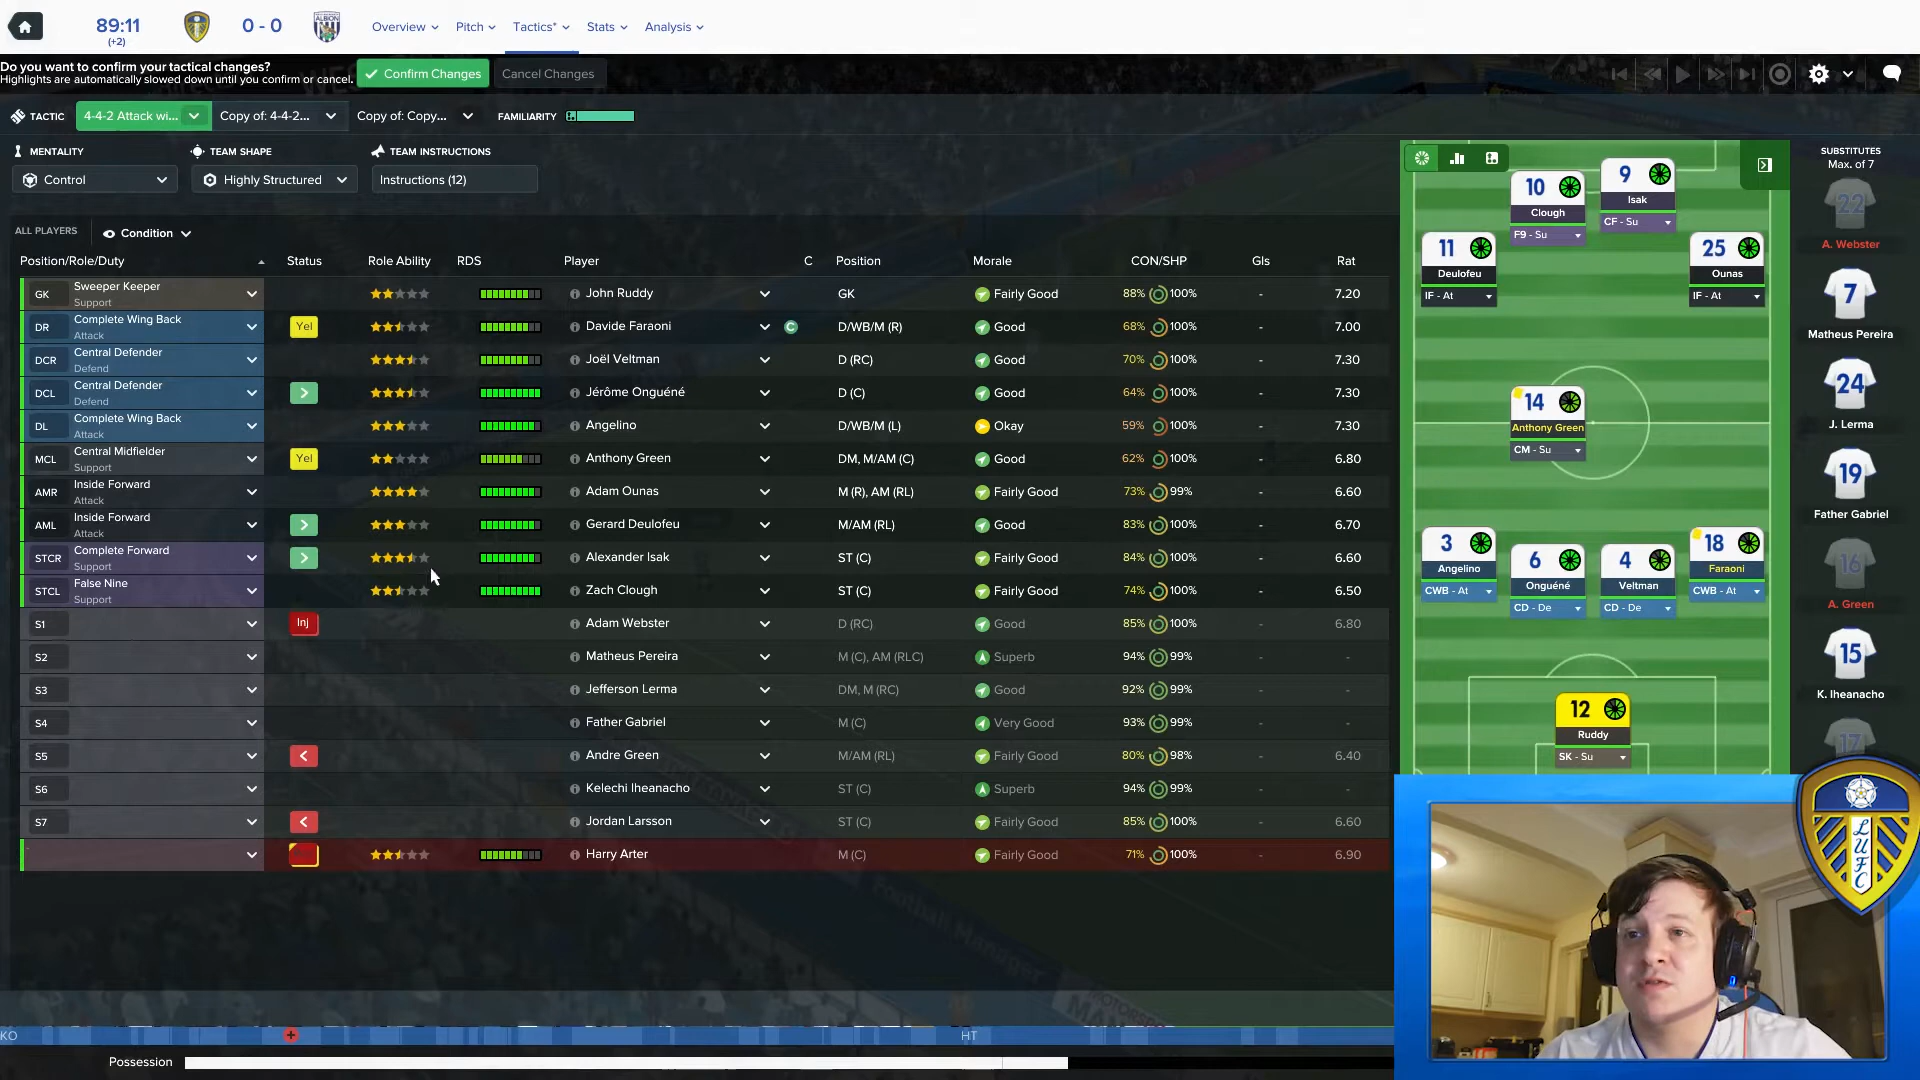 89:11
(+2)
0 - 0
ALBION
Overview
Pitch
Tactics*
Stats
Analysis
Do you want to confirm your tactical changes?
Highlights are automatically slowed down until you confirm or cancel.
Confirm Changes
Cancel Changes
TACTIC
4-4-2 Attack wi...
Copy of: 4-4-2...
Copy of: Copy...
FAMILIARITY
MENTALITY
TEAM SHAPE
TEAM INSTRUCTIONS
Control
Highly Structured
Instructions (12)
ALL PLAYERS
Condition
Position/Role/Duty Status Role Ability RDS Player C Position Morale CON/SHP Gls Rat
GK Sweeper Keeper Support John Ruddy GK Fairly Good 88% 100% - 7.20
DR Complete Wing Back Attack Yel Davide Faraoni C D/WB/M (R) Good 68% 100% - 7.00
DCR Central Defender Defend Joël Veltman D (RC) Good 70% 100% - 7.30
DCL Central Defender Defend Jérôme Onguéné D (C) Good 64% 100% - 7.30
DL Complete Wing Back Attack Angelino D/WB/M (L) Okay 59% 100% - 7.30
MCL Central Midfielder Support Yel Anthony Green DM, M/AM (C) Good 62% 100% - 6.80
AMR Inside Forward Attack Adam Ounas M (R), AM (RL) Fairly Good 73% 99% - 6.60
AML Inside Forward Attack Gerard Deulofeu M/AM (RL) Good 83% 100% - 6.70
STCR Complete Forward Support Alexander Isak ST (C) Fairly Good 84% 100% - 6.60
STCL False Nine Support Zach Clough ST (C) Fairly Good 74% 100% - 6.50
S1 Inj Adam Webster D (RC) Good 85% 100% - 6.80
S2 Matheus Pereira M (C), AM (RLC) Superb 94% 99% - -
S3 Jefferson Lerma DM, M (RC) Good 92% 99% - -
S4 Father Gabriel M (C) Very Good 93% 99% - -
S5 Andre Green M/AM (RL) Fairly Good 80% 98% - 6.40
S6 Kelechi Iheanacho ST (C) Superb 94% 99% - -
S7 Jordan Larsson ST (C) Fairly Good 85% 100% - 6.60
- Harry Arter M (C) Fairly Good 71% 100% - 6.90
KO
HT
Possession
10
Clough
F9 - Su
9
Isak
CF - Su
11
Deulofeu
IF - At
25
Ounas
IF - At
14
Anthony Green
CM - Su
3
Angelino
CWB - At
6
Onguéné
CD - De
4
Veltman
CD - De
18
Faraoni
CWB - At
12
Ruddy
SK - Su
SUBSTITUTES
Max. of 7
22
A. Webster
7
Matheus Pereira
24
J. Lerma
19
Father Gabriel
16
A. Green
15
K. Iheanacho
17
LUFC